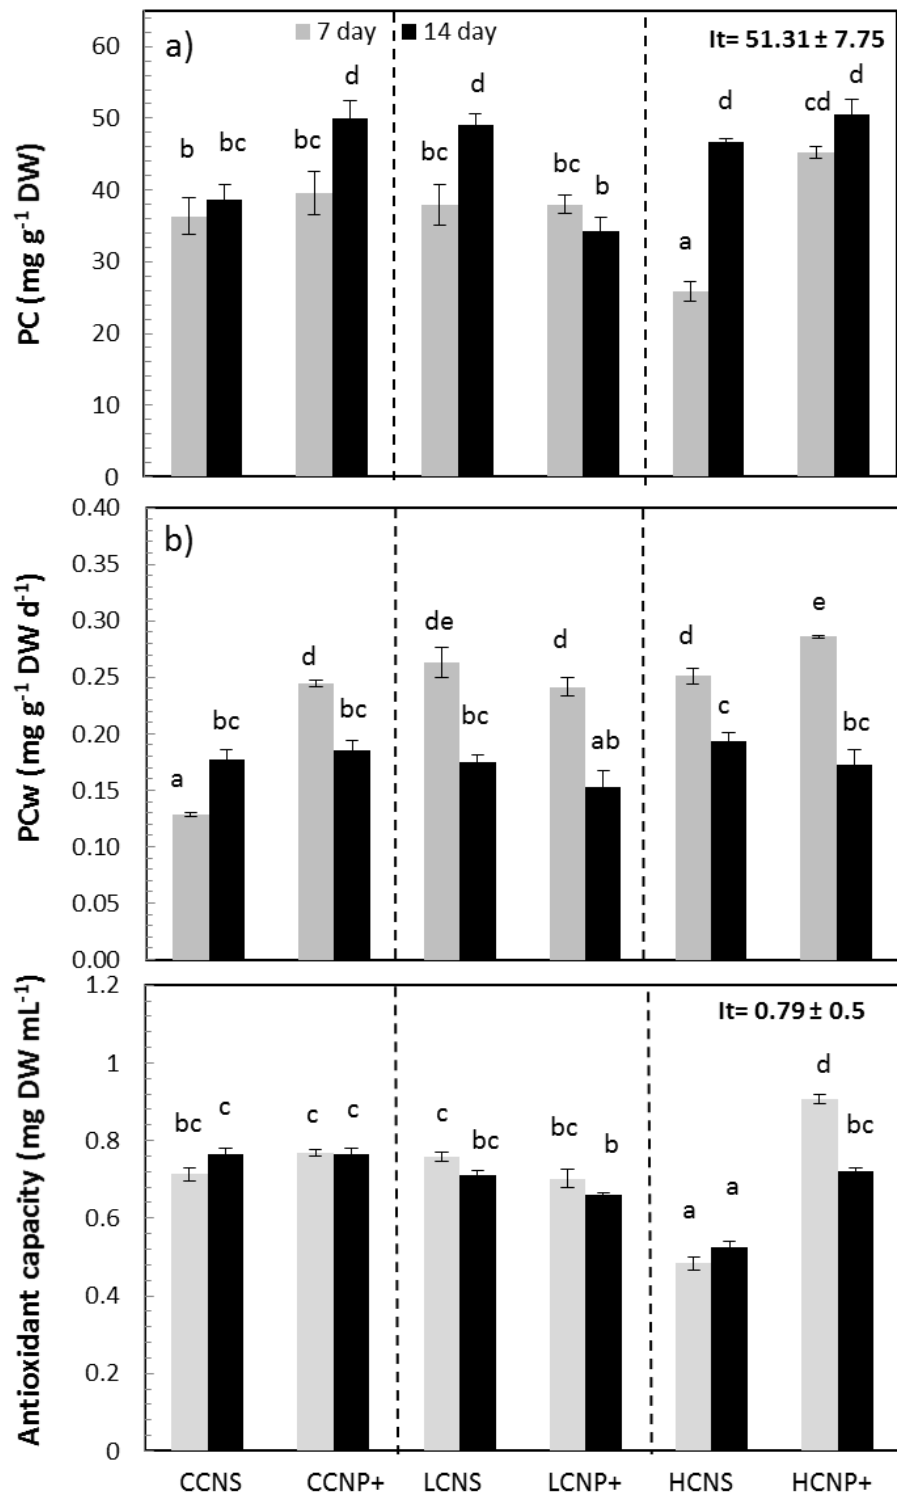 a)
7 day
14 day
It= 51.31 ± 7.75
PC (mg g⁻¹ DW)
60
50
40
30
20
10
0
b bc bc d bc d bc b a d cd d
b)
PCw (mg g⁻¹ DW d⁻¹)
0.40
0.35
0.30
0.25
0.20
0.15
0.10
0.05
0.00
a bc d bc de bc d ab d c e bc
It= 0.79 ± 0.5
Antioxidant capacity (mg DW mL⁻¹)
1.2
1
0.8
0.6
0.4
0.2
0
bc c c c c bc bc b a a d bc
CCNS CCNP+ LCNS LCNP+ HCNS HCNP+